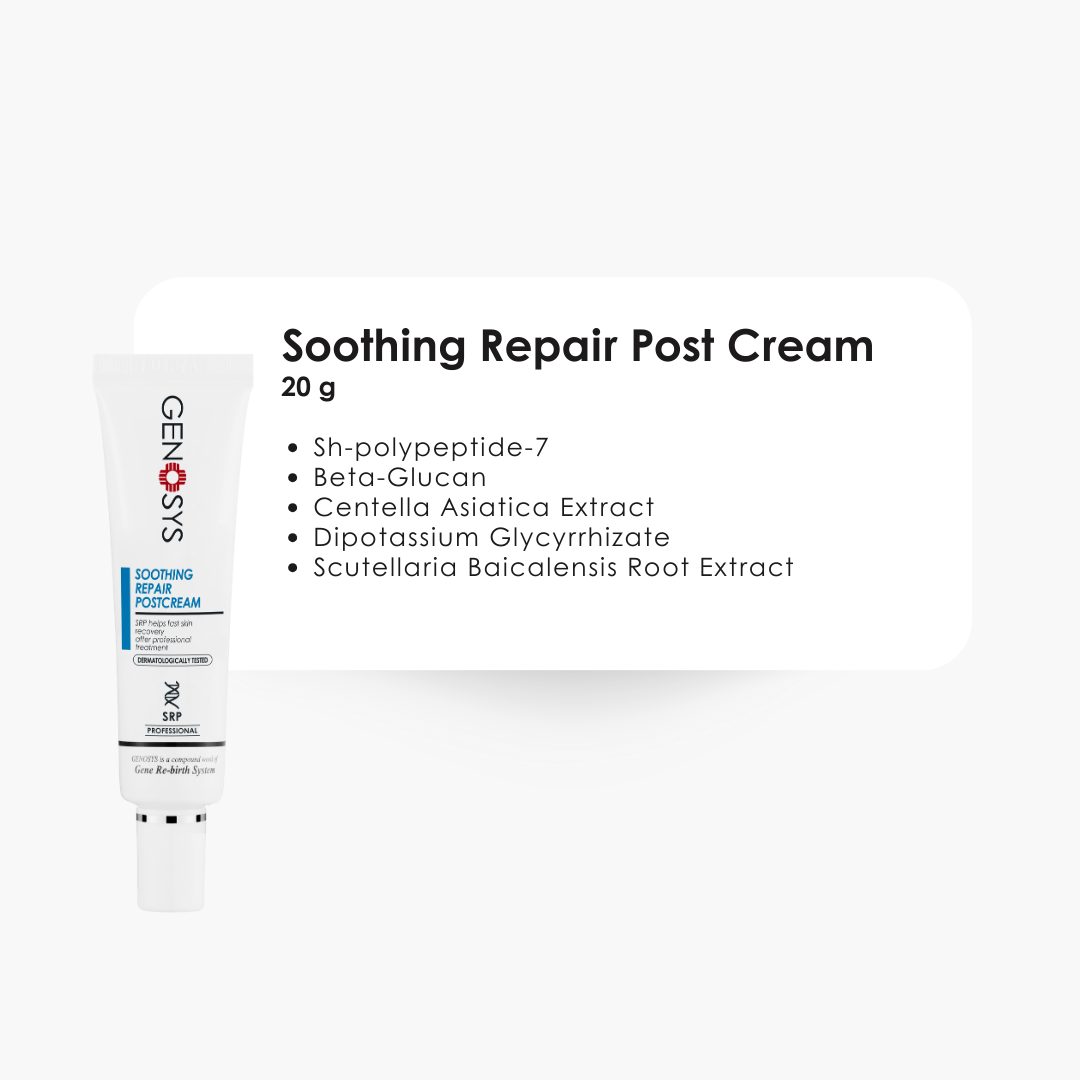 Soothing Repair Post Cream
20 g
Sh-polypeptide-7
Beta-Glucan
Centella Asiatica Extract
Dipotassium Glycyrrhizate
Scutellaria Baicalensis Root Extract
GENOSYS
SOOTHING
REPAIR
POSTCREAM
SRP helps fast skin
recovery
after professional
treatment
DERMATOLOGICALLY TESTED
SRP
PROFESSIONAL
GENOSYS is a compound word of
Gene Re-birth System